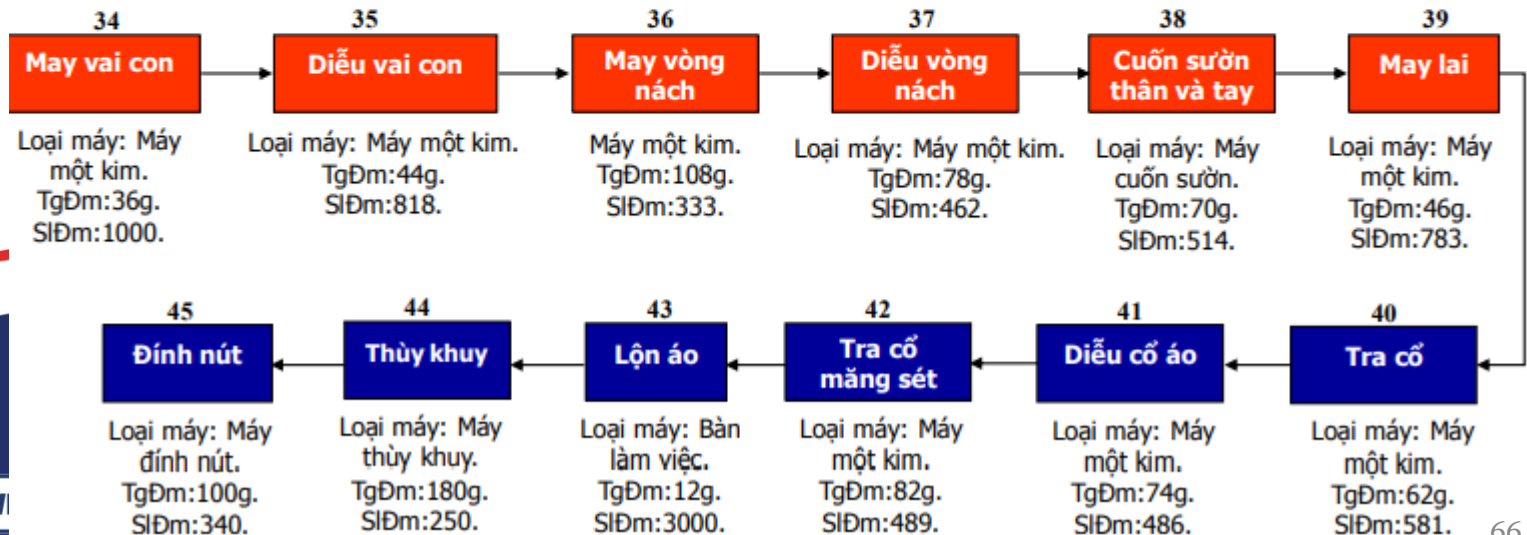 34
May vai con
Loại máy: Máy
một kim.
TgĐm:36g.
SlĐm:1000.
35
Diễu vai con
Loại máy: Máy một kim.
TgĐm:44g.
SlĐm:818.
36
May vòng
nách
Máy một kim.
TgĐm:108g.
SlĐm:333.
37
Diễu vòng
nách
Loại máy: Máy một kim.
TgĐm:78g.
SlĐm:462.
38
Cuốn sườn
thân và tay
Loại máy: Máy
cuốn sườn.
TgĐm:70g.
SlĐm:514.
39
May lai
Loại máy: Máy
một kim.
TgĐm:46g.
SlĐm:783.
45
Đính nút
Loại máy: Máy
đính nút.
TgĐm:100g.
SlĐm:340.
44
Thùy khuy
Loại máy: Máy
thùy khuy.
TgĐm:180g.
SlĐm:250.
43
Lộn áo
Loại máy: Bàn
làm việc.
TgĐm:12g.
SlĐm:3000.
42
Tra cổ
măng sét
Loại máy: Máy
một kim.
TgĐm:82g.
SlĐm:489.
41
Diễu cổ áo
Loại máy: Máy
một kim.
TgĐm:74g.
SlĐm:486.
40
Tra cổ
Loại máy: Máy
một kim.
TgĐm:62g.
SlĐm:581.
66